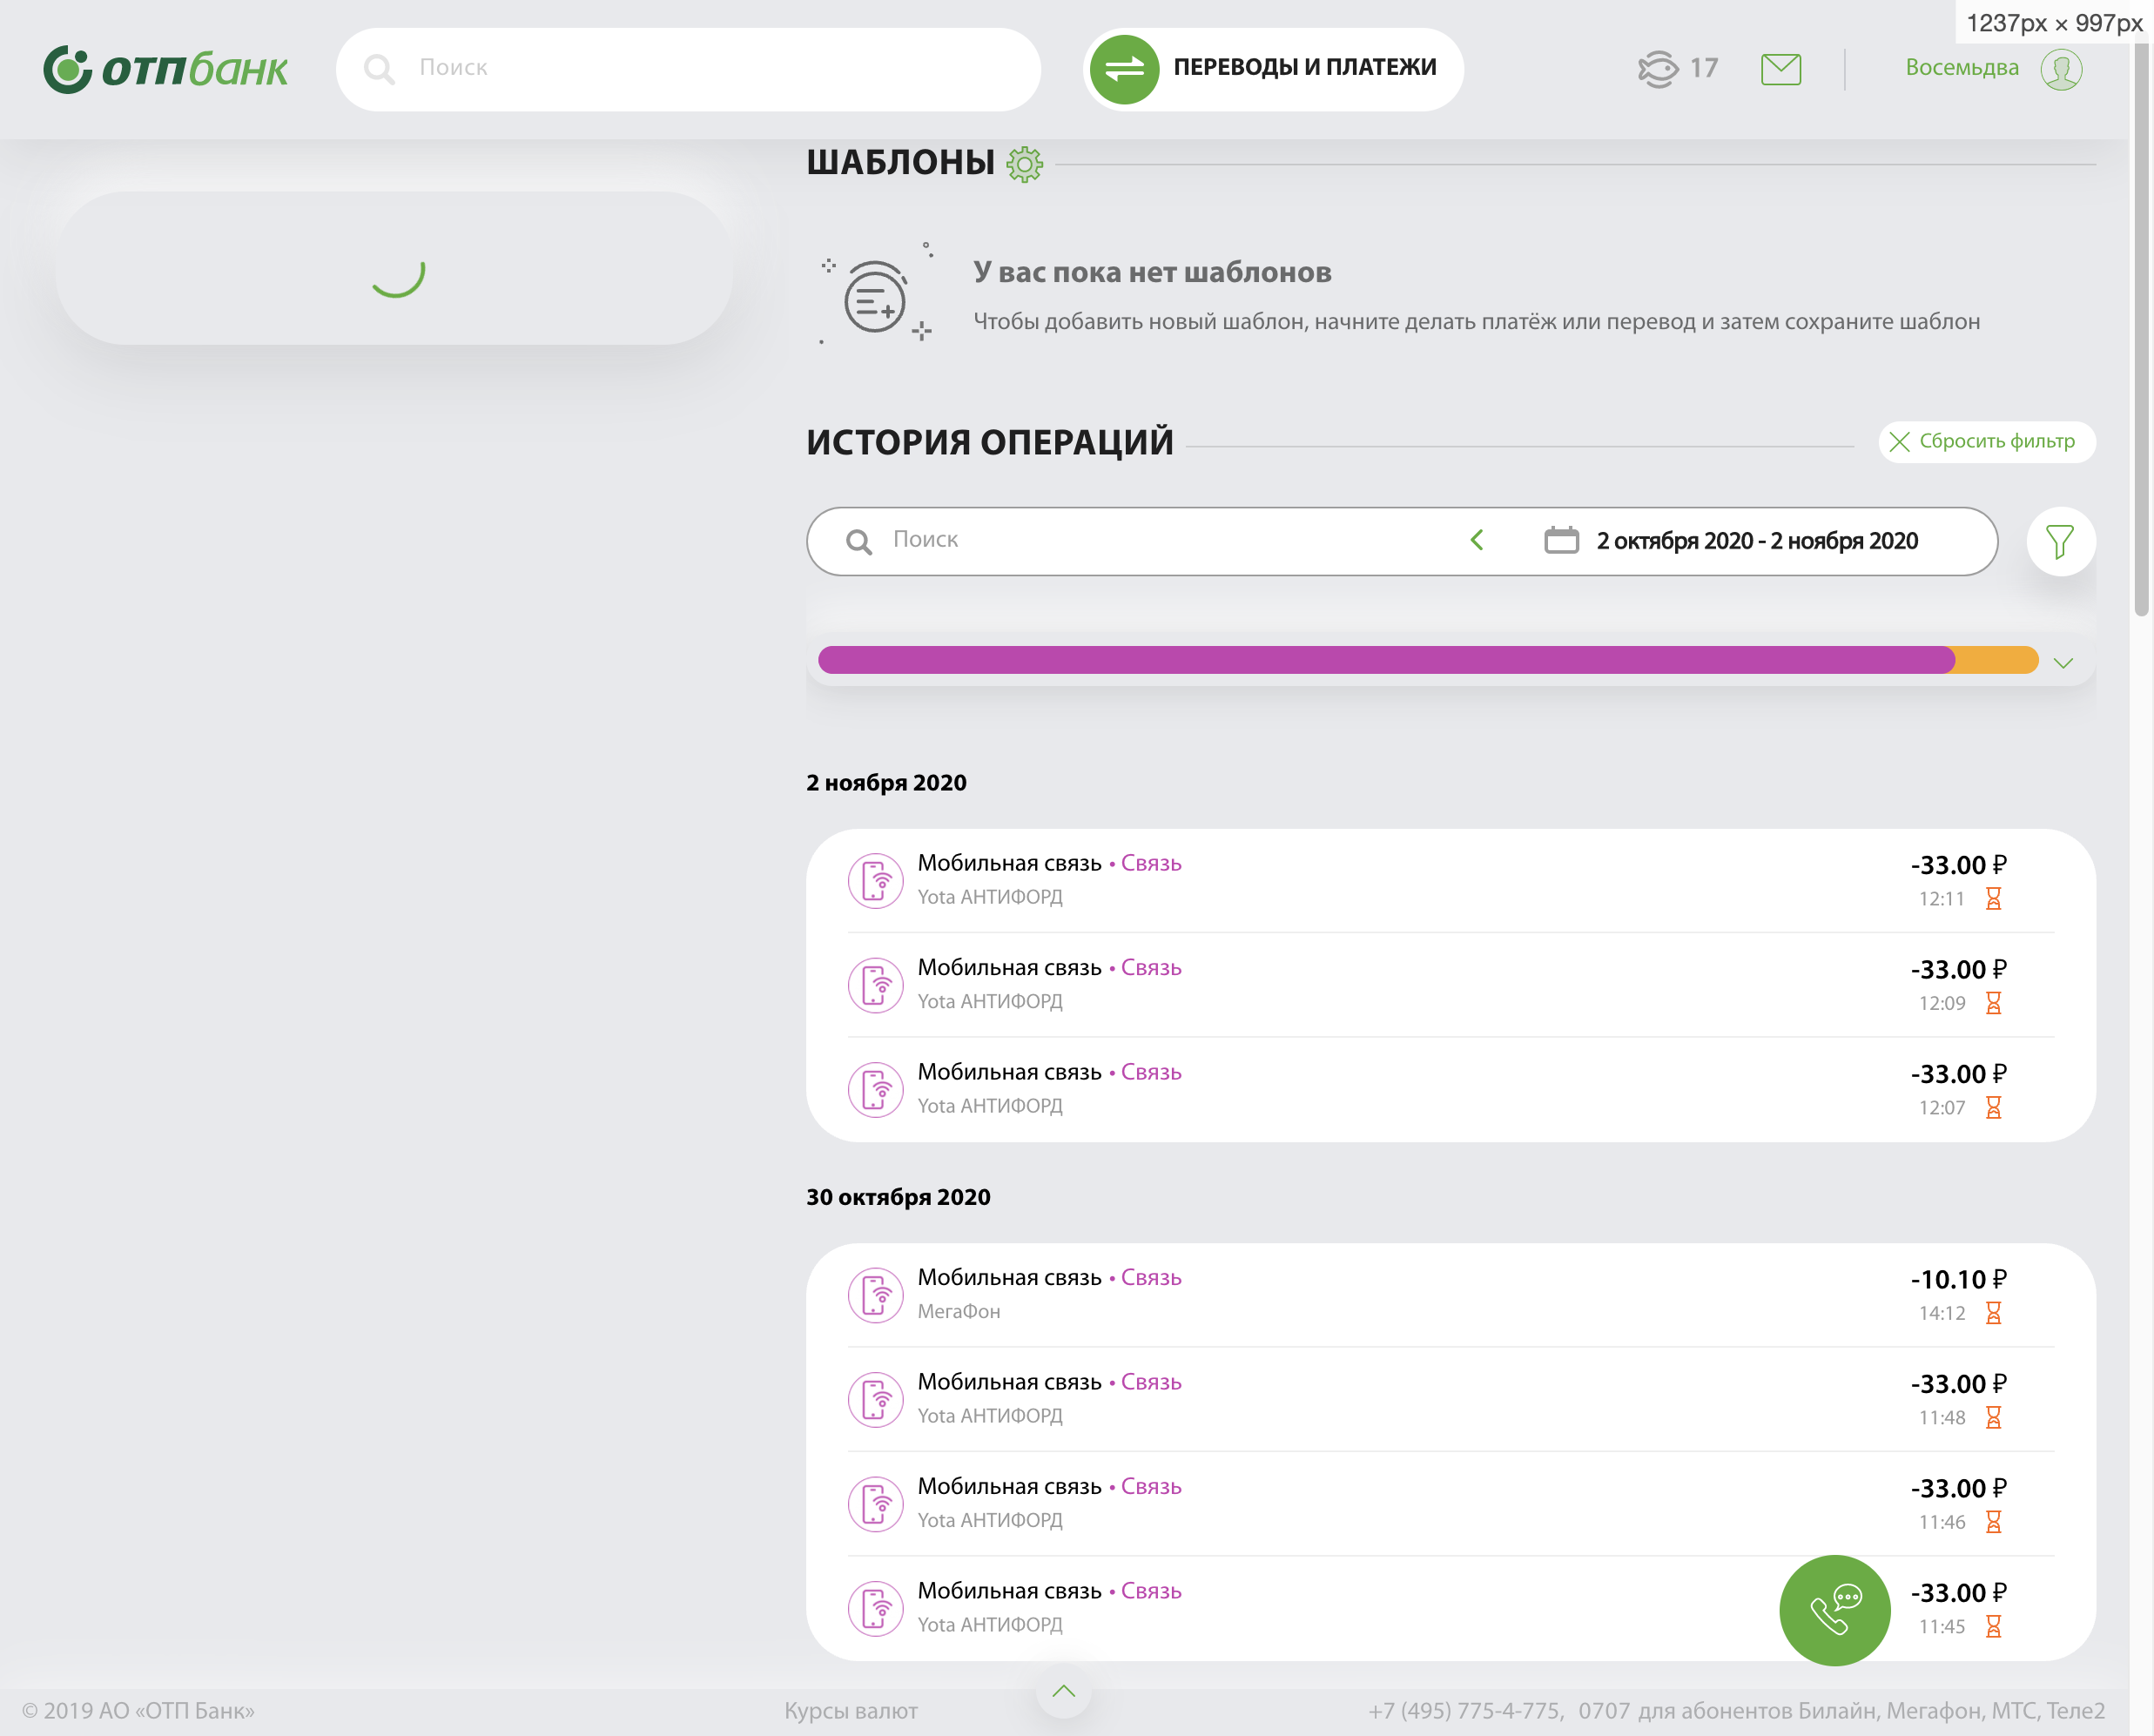 1237px × 997px
ОТПбанк
Поиск
ПЕРЕВОДЫ И ПЛАТЕЖИ
17
Восемьдва
ШАБЛОНЫ
У вас пока нет шаблонов
Чтобы добавить новый шаблон, начните делать платёж или перевод и затем сохраните шаблон
ИСТОРИЯ ОПЕРАЦИЙ
Сбросить фильтр
Поиск
2 октября 2020 - 2 ноября 2020
2 ноября 2020
Мобильная связь • Связь
-33.00 ₽
Yota АНТИФОРД
12:11
Мобильная связь • Связь
-33.00 ₽
Yota АНТИФОРД
12:09
Мобильная связь • Связь
-33.00 ₽
Yota АНТИФОРД
12:07
30 октября 2020
Мобильная связь • Связь
-10.10 ₽
МегаФон
14:12
Мобильная связь • Связь
-33.00 ₽
Yota АНТИФОРД
11:48
Мобильная связь • Связь
-33.00 ₽
Yota АНТИФОРД
11:46
Мобильная связь • Связь
-33.00 ₽
Yota АНТИФОРД
11:45
© 2019 АО «ОТП Банк»
Курсы валют
+7 (495) 775-4-775, 0707 для абонентов Билайн, Мегафон, МТС, Теле2